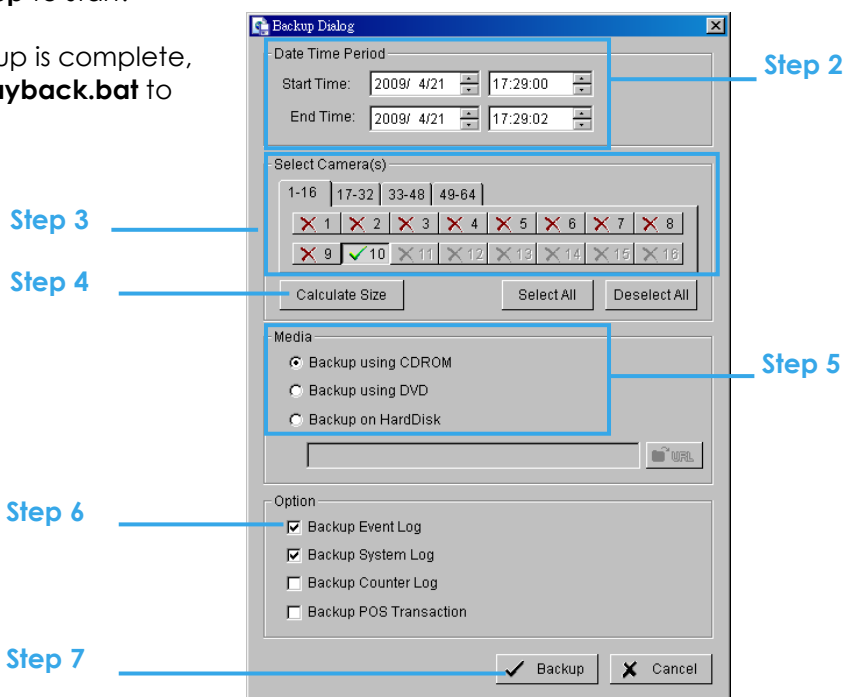 to start.
up is complete,
yback.bat to
Backup Dialog
Date Time Period
Start Time: 2009/ 4/21 17:29:00
End Time: 2009/ 4/21 17:29:02
Step 2
Select Camera(s)
1-16 17-32 33-48 49-64
1 2 3 4 5 6 7 8
9 10 11 12 13 14 15 16
Step 3
Calculate Size Select All Deselect All
Step 4
Media
Backup using CDROM
Backup using DVD
Backup on HardDisk
Step 5
URL
Option
Backup Event Log
Backup System Log
Backup Counter Log
Backup POS Transaction
Step 6
Backup Cancel
Step 7